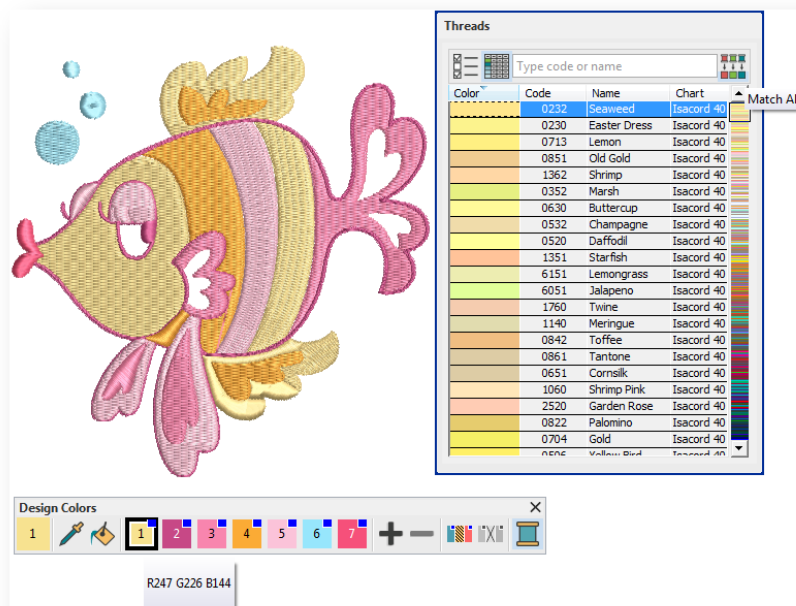 Threads
Type code or name
Color Code Name Chart
Match Al
0232 Seaweed Isacord 40
0230 Easter Dress Isacord 40
0713 Lemon Isacord 40
0851 Old Gold Isacord 40
1362 Shrimp Isacord 40
0352 Marsh Isacord 40
0630 Buttercup Isacord 40
0532 Champagne Isacord 40
0520 Daffodil Isacord 40
1351 Starfish Isacord 40
6151 Lemongrass Isacord 40
6051 Jalapeno Isacord 40
1760 Twine Isacord 40
1140 Meringue Isacord 40
0842 Toffee Isacord 40
0861 Tantone Isacord 40
0651 Cornsilk Isacord 40
1060 Shrimp Pink Isacord 40
2520 Garden Rose Isacord 40
0822 Palomino Isacord 40
0704 Gold Isacord 40
0506 Yellow Bird Isacord 40
Design Colors
1 1 2 3 4 5 6 7
R247 G226 B144